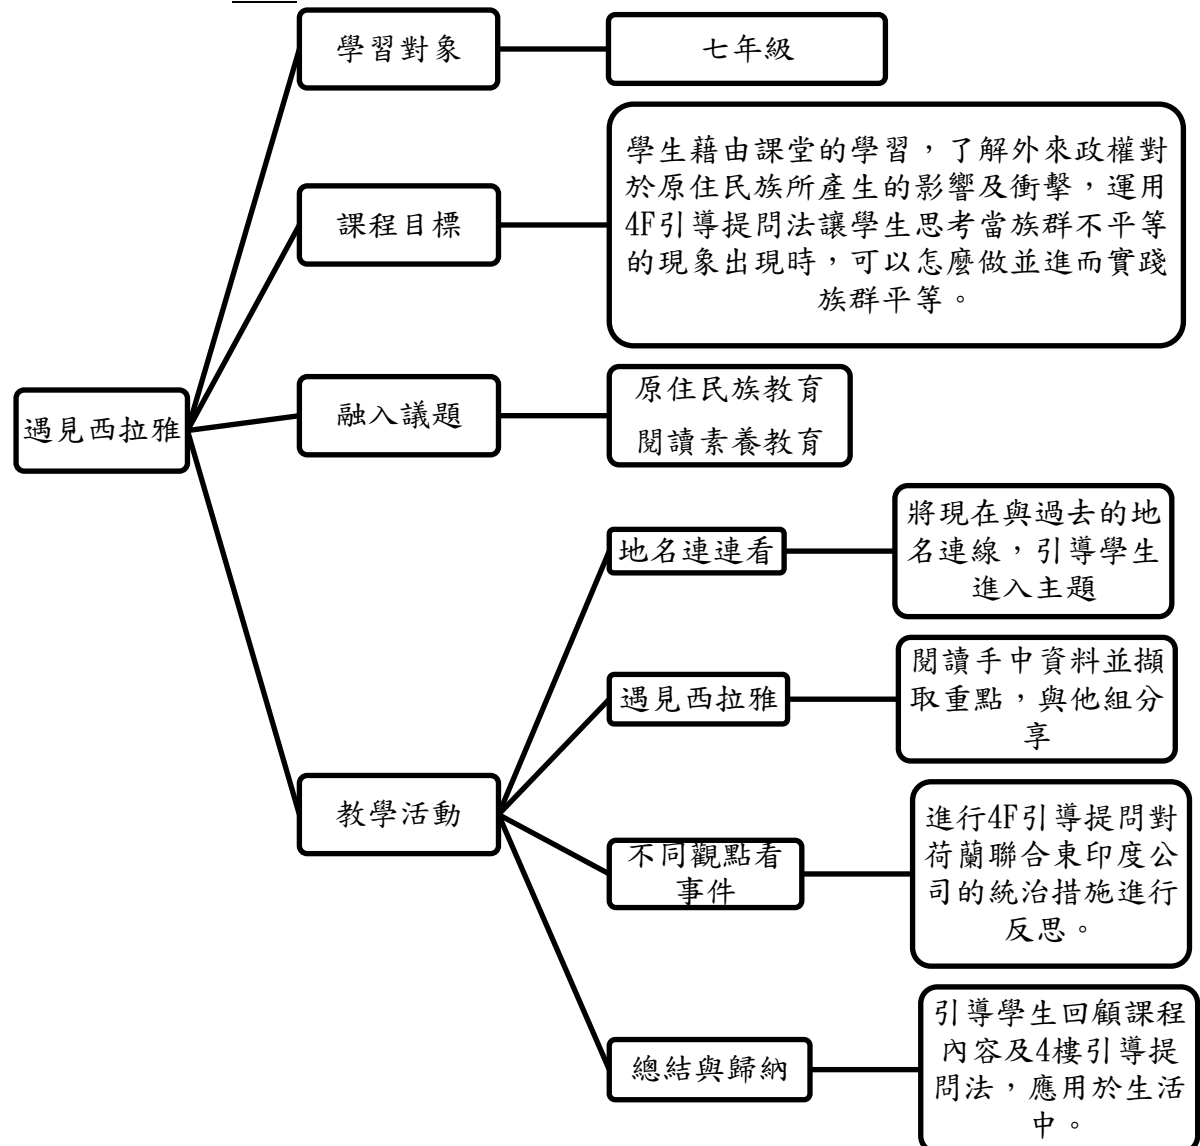 學習對象
七年級
課程目標
學生藉由課堂的學習，了解外來政權對
於原住民族所產生的影響及衝擊，運用
4F引導提問法讓學生思考當族群不平等
的現象出現時，可以怎麼做並進而實踐
族群平等。
遇見西拉雅
融入議題
原住民族教育
閱讀素養教育
教學活動
地名連連看
將現在與過去的地
名連線，引導學生
進入主題
遇見西拉雅
閱讀手中資料並擷
取重點，與他組分
享
不同觀點看
事件
進行4F引導提問對
荷蘭聯合東印度公
司的統治措施進行
反思。
總結與歸納
引導學生回顧課程
內容及4樓引導提
問法，應用於生活
中。